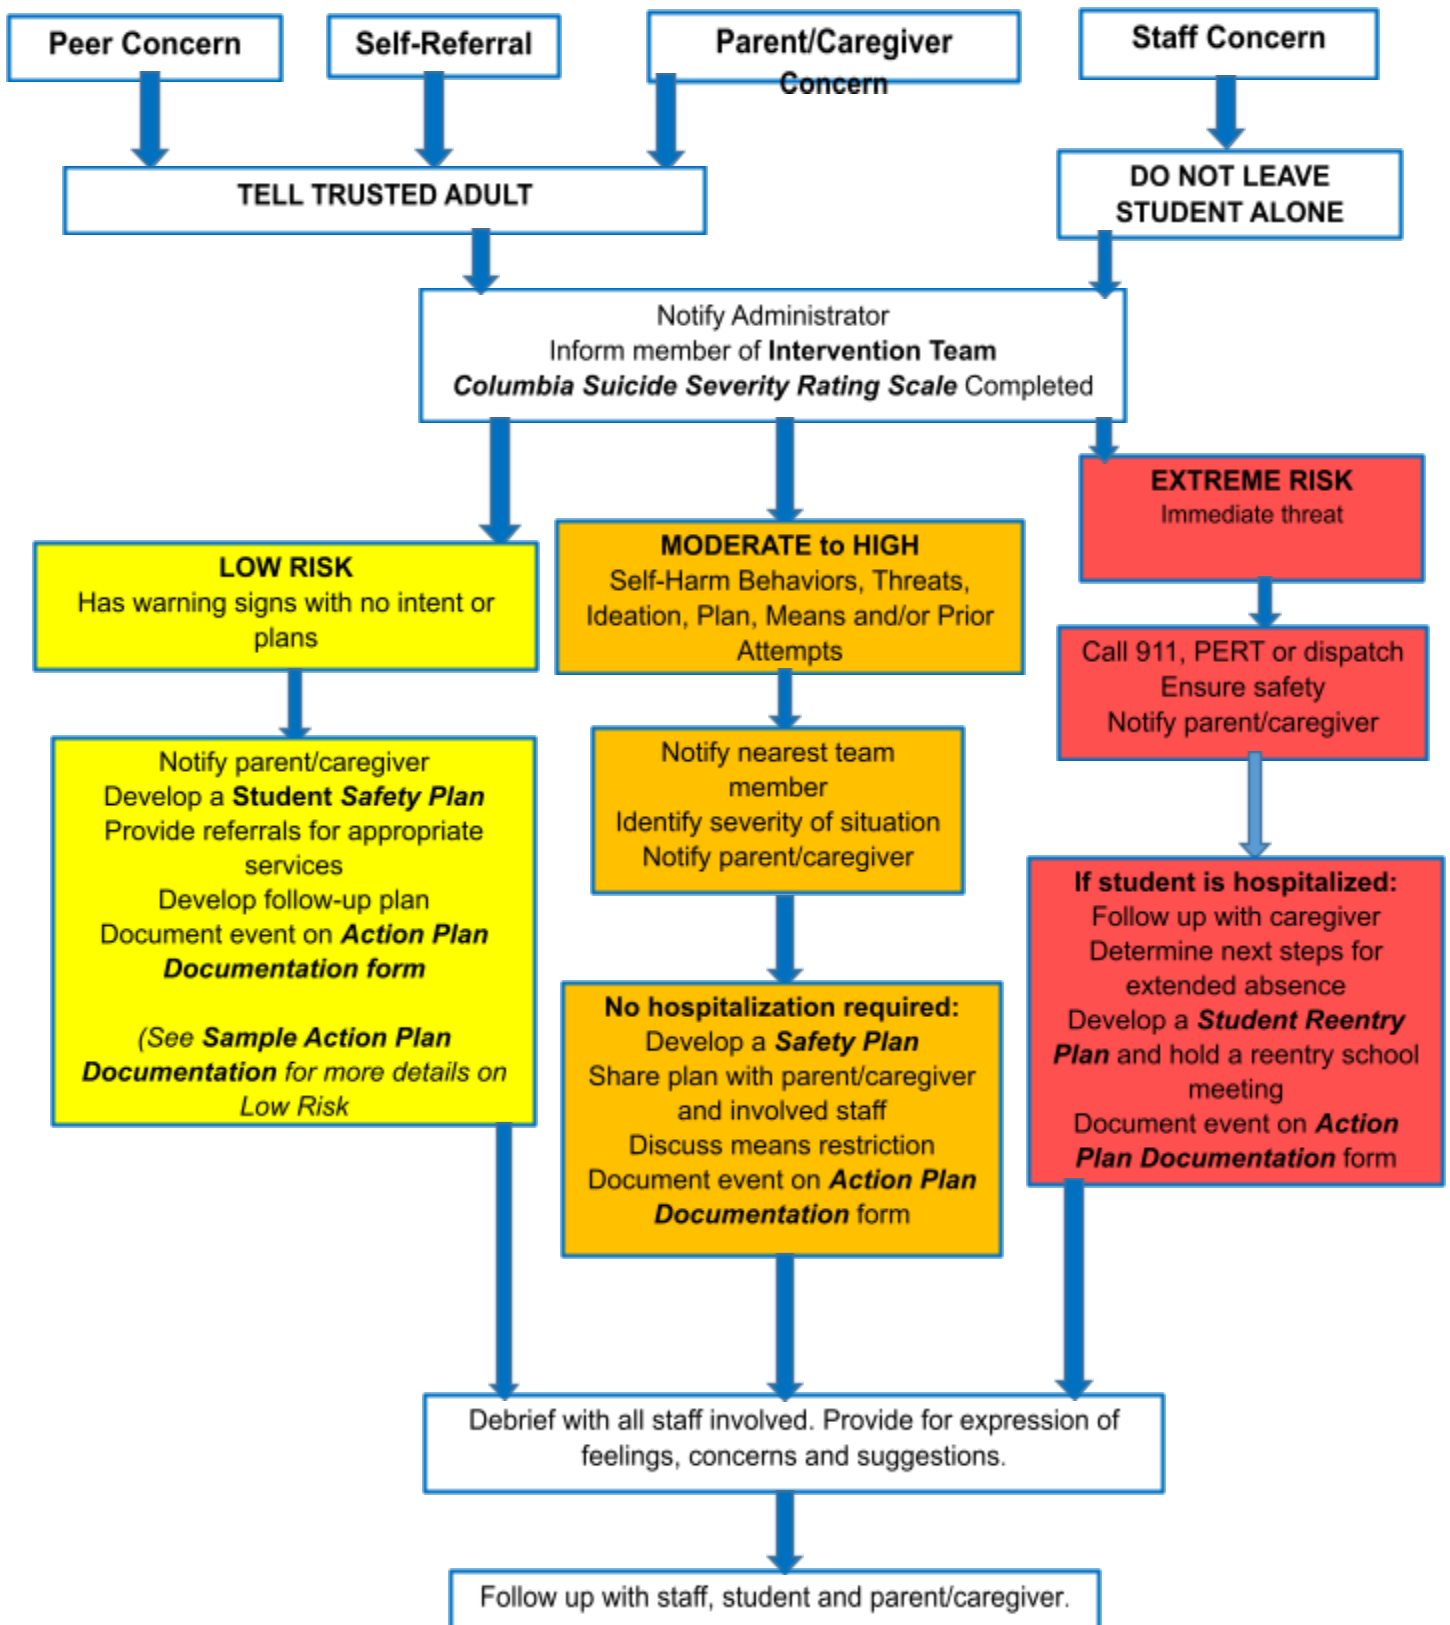 Peer Concern
Self-Referral
Parent/Caregiver
Concern
Staff Concern
TELL TRUSTED ADULT
DO NOT LEAVE
STUDENT ALONE
Notify Administrator
Inform member of Intervention Team
Columbia Suicide Severity Rating Scale Completed
LOW RISK
Has warning signs with no intent or
plans
MODERATE to HIGH
Self-Harm Behaviors, Threats,
Ideation, Plan, Means and/or Prior
Attempts
EXTREME RISK
Immediate threat
Call 911, PERT or dispatch
Ensure safety
Notify parent/caregiver
Notify parent/caregiver
Develop a Student Safety Plan
Provide referrals for appropriate
services
Develop follow-up plan
Document event on Action Plan
Documentation form
(See Sample Action Plan
Documentation for more details on
Low Risk
Notify nearest team
member
Identify severity of situation
Notify parent/caregiver
No hospitalization required:
Develop a Safety Plan
Share plan with parent/caregiver
and involved staff
Discuss means restriction
Document event on Action Plan
Documentation form
If student is hospitalized:
Follow up with caregiver
Determine next steps for
extended absence
Develop a Student Reentry
Plan and hold a reentry school
meeting
Document event on Action
Plan Documentation form
Debrief with all staff involved. Provide for expression of
feelings, concerns and suggestions.
Follow up with staff, student and parent/caregiver.